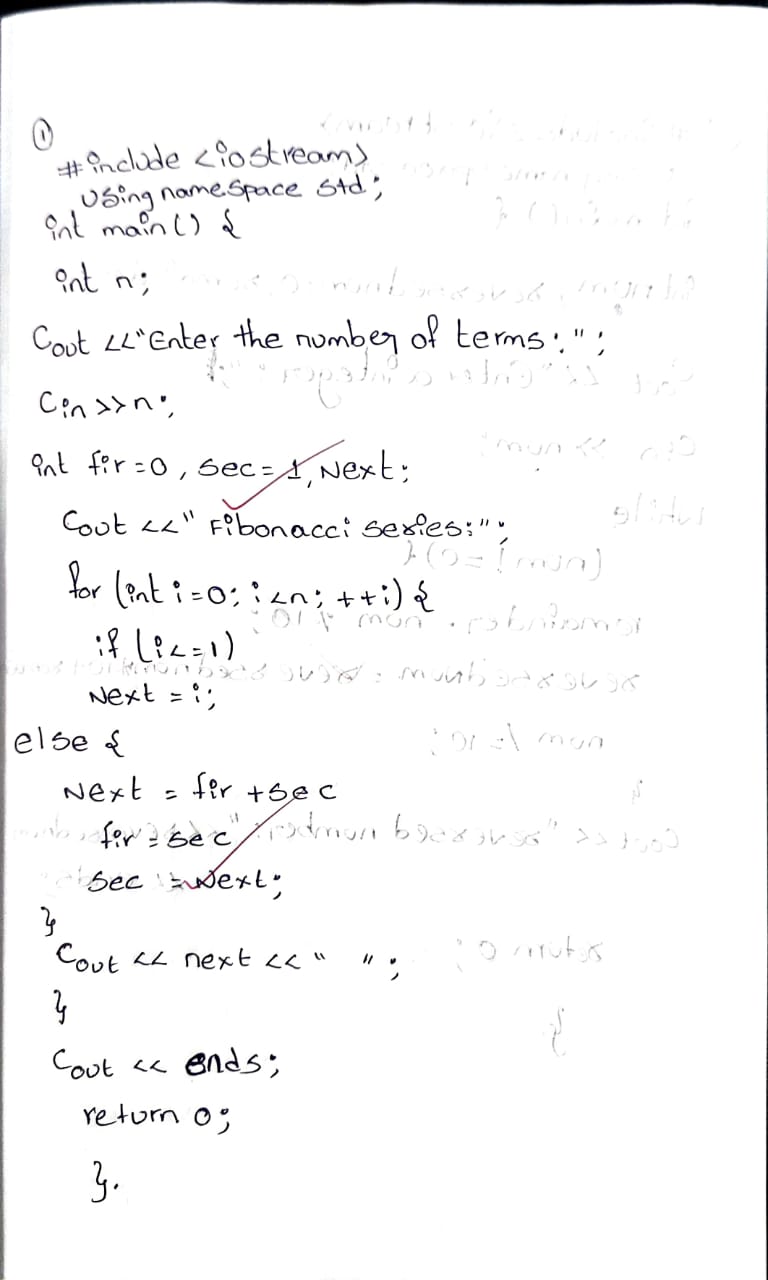 ①
#include <iostream>
Using namespace std;
int main() {
int n;
Cout <<"Enter the number of terms:";
Cin >>n;
int fir=0, sec=1, Next;
Cout <<" Fibonacci series:";
for (int i=0; i<n; ++i) {
if (i<=1)
Next = i;
else {
Next = fir +sec
fir = sec
sec = Next;
}
Cout << next << " ";
}
Cout << ends;
return 0;
}.